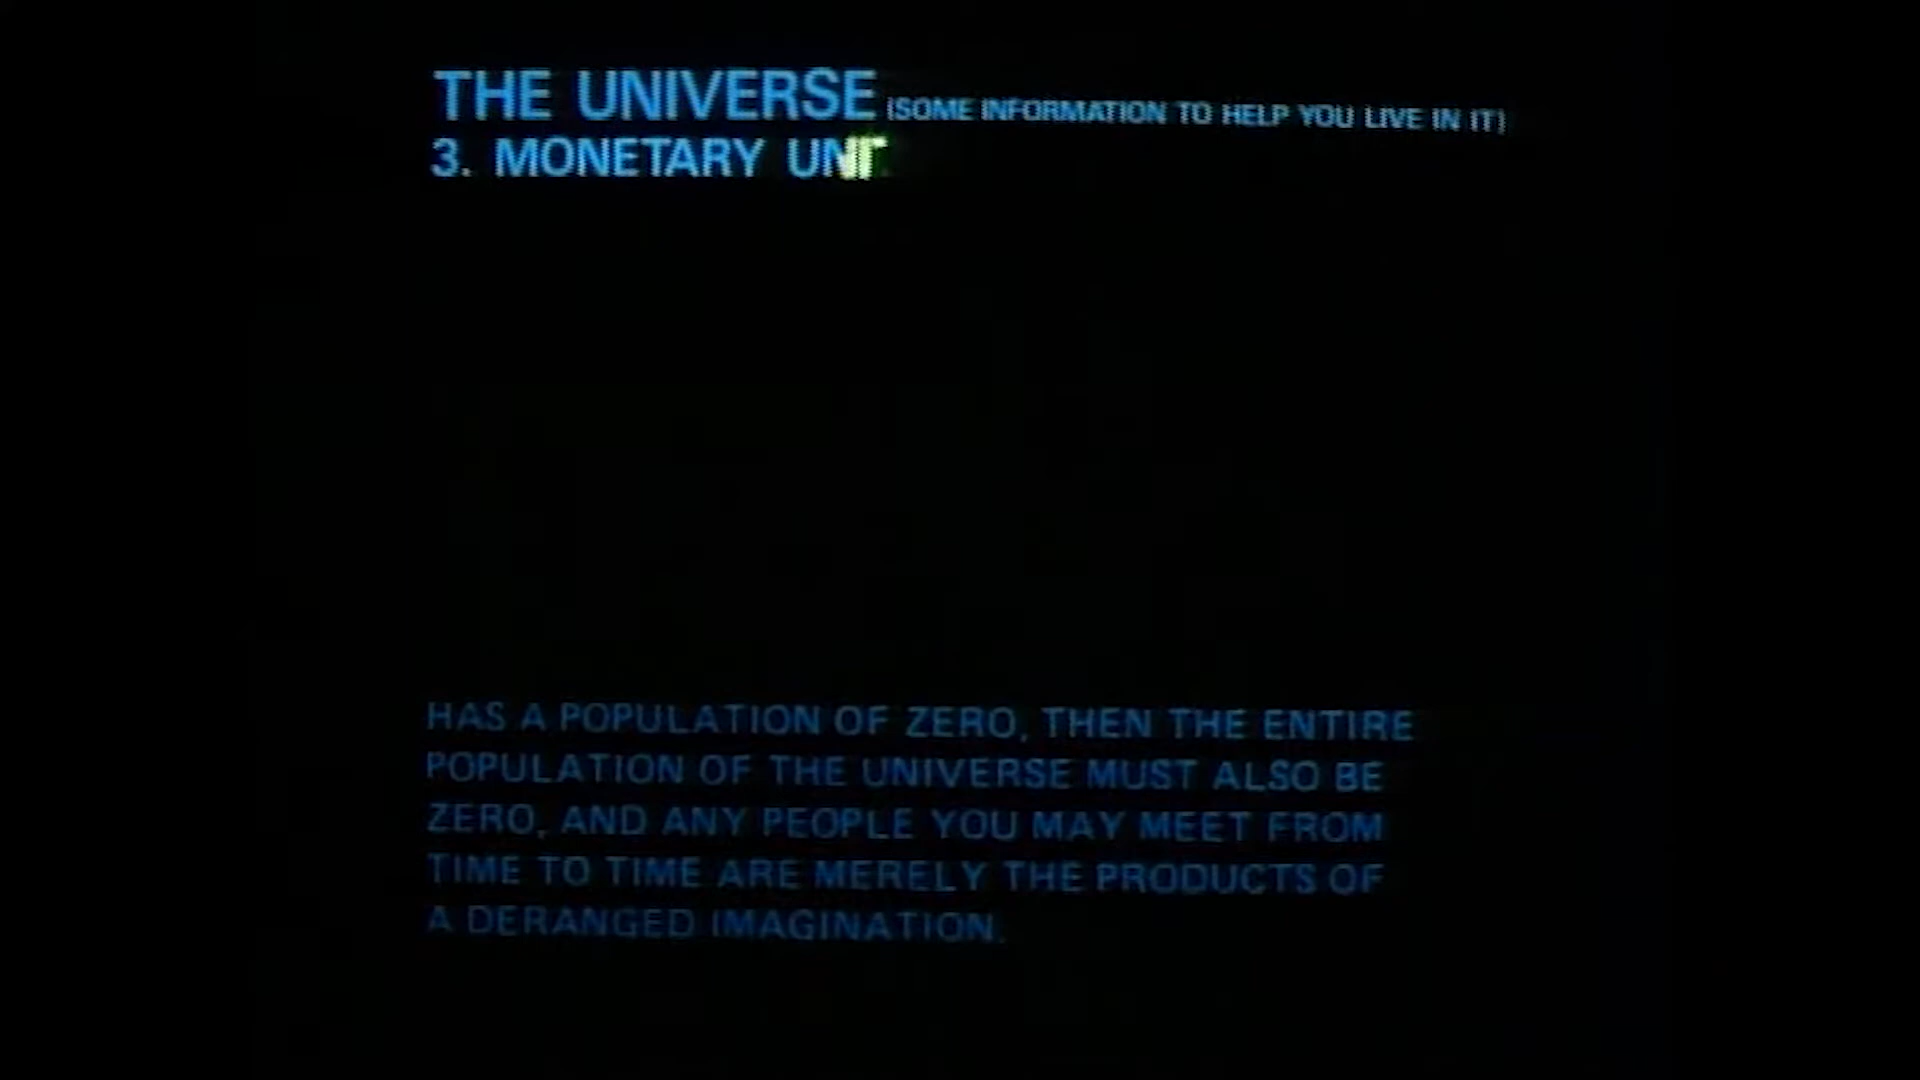 THE UNIVERSE (SOME INFORMATION TO HELP YOU LIVE IN IT)
3. MONETARY UNIT
HAS A POPULATION OF ZERO, THEN THE ENTIRE
POPULATION OF THE UNIVERSE MUST ALSO BE
ZERO, AND ANY PEOPLE YOU MAY MEET FROM
TIME TO TIME ARE MERELY THE PRODUCTS OF
A DERANGED IMAGINATION.